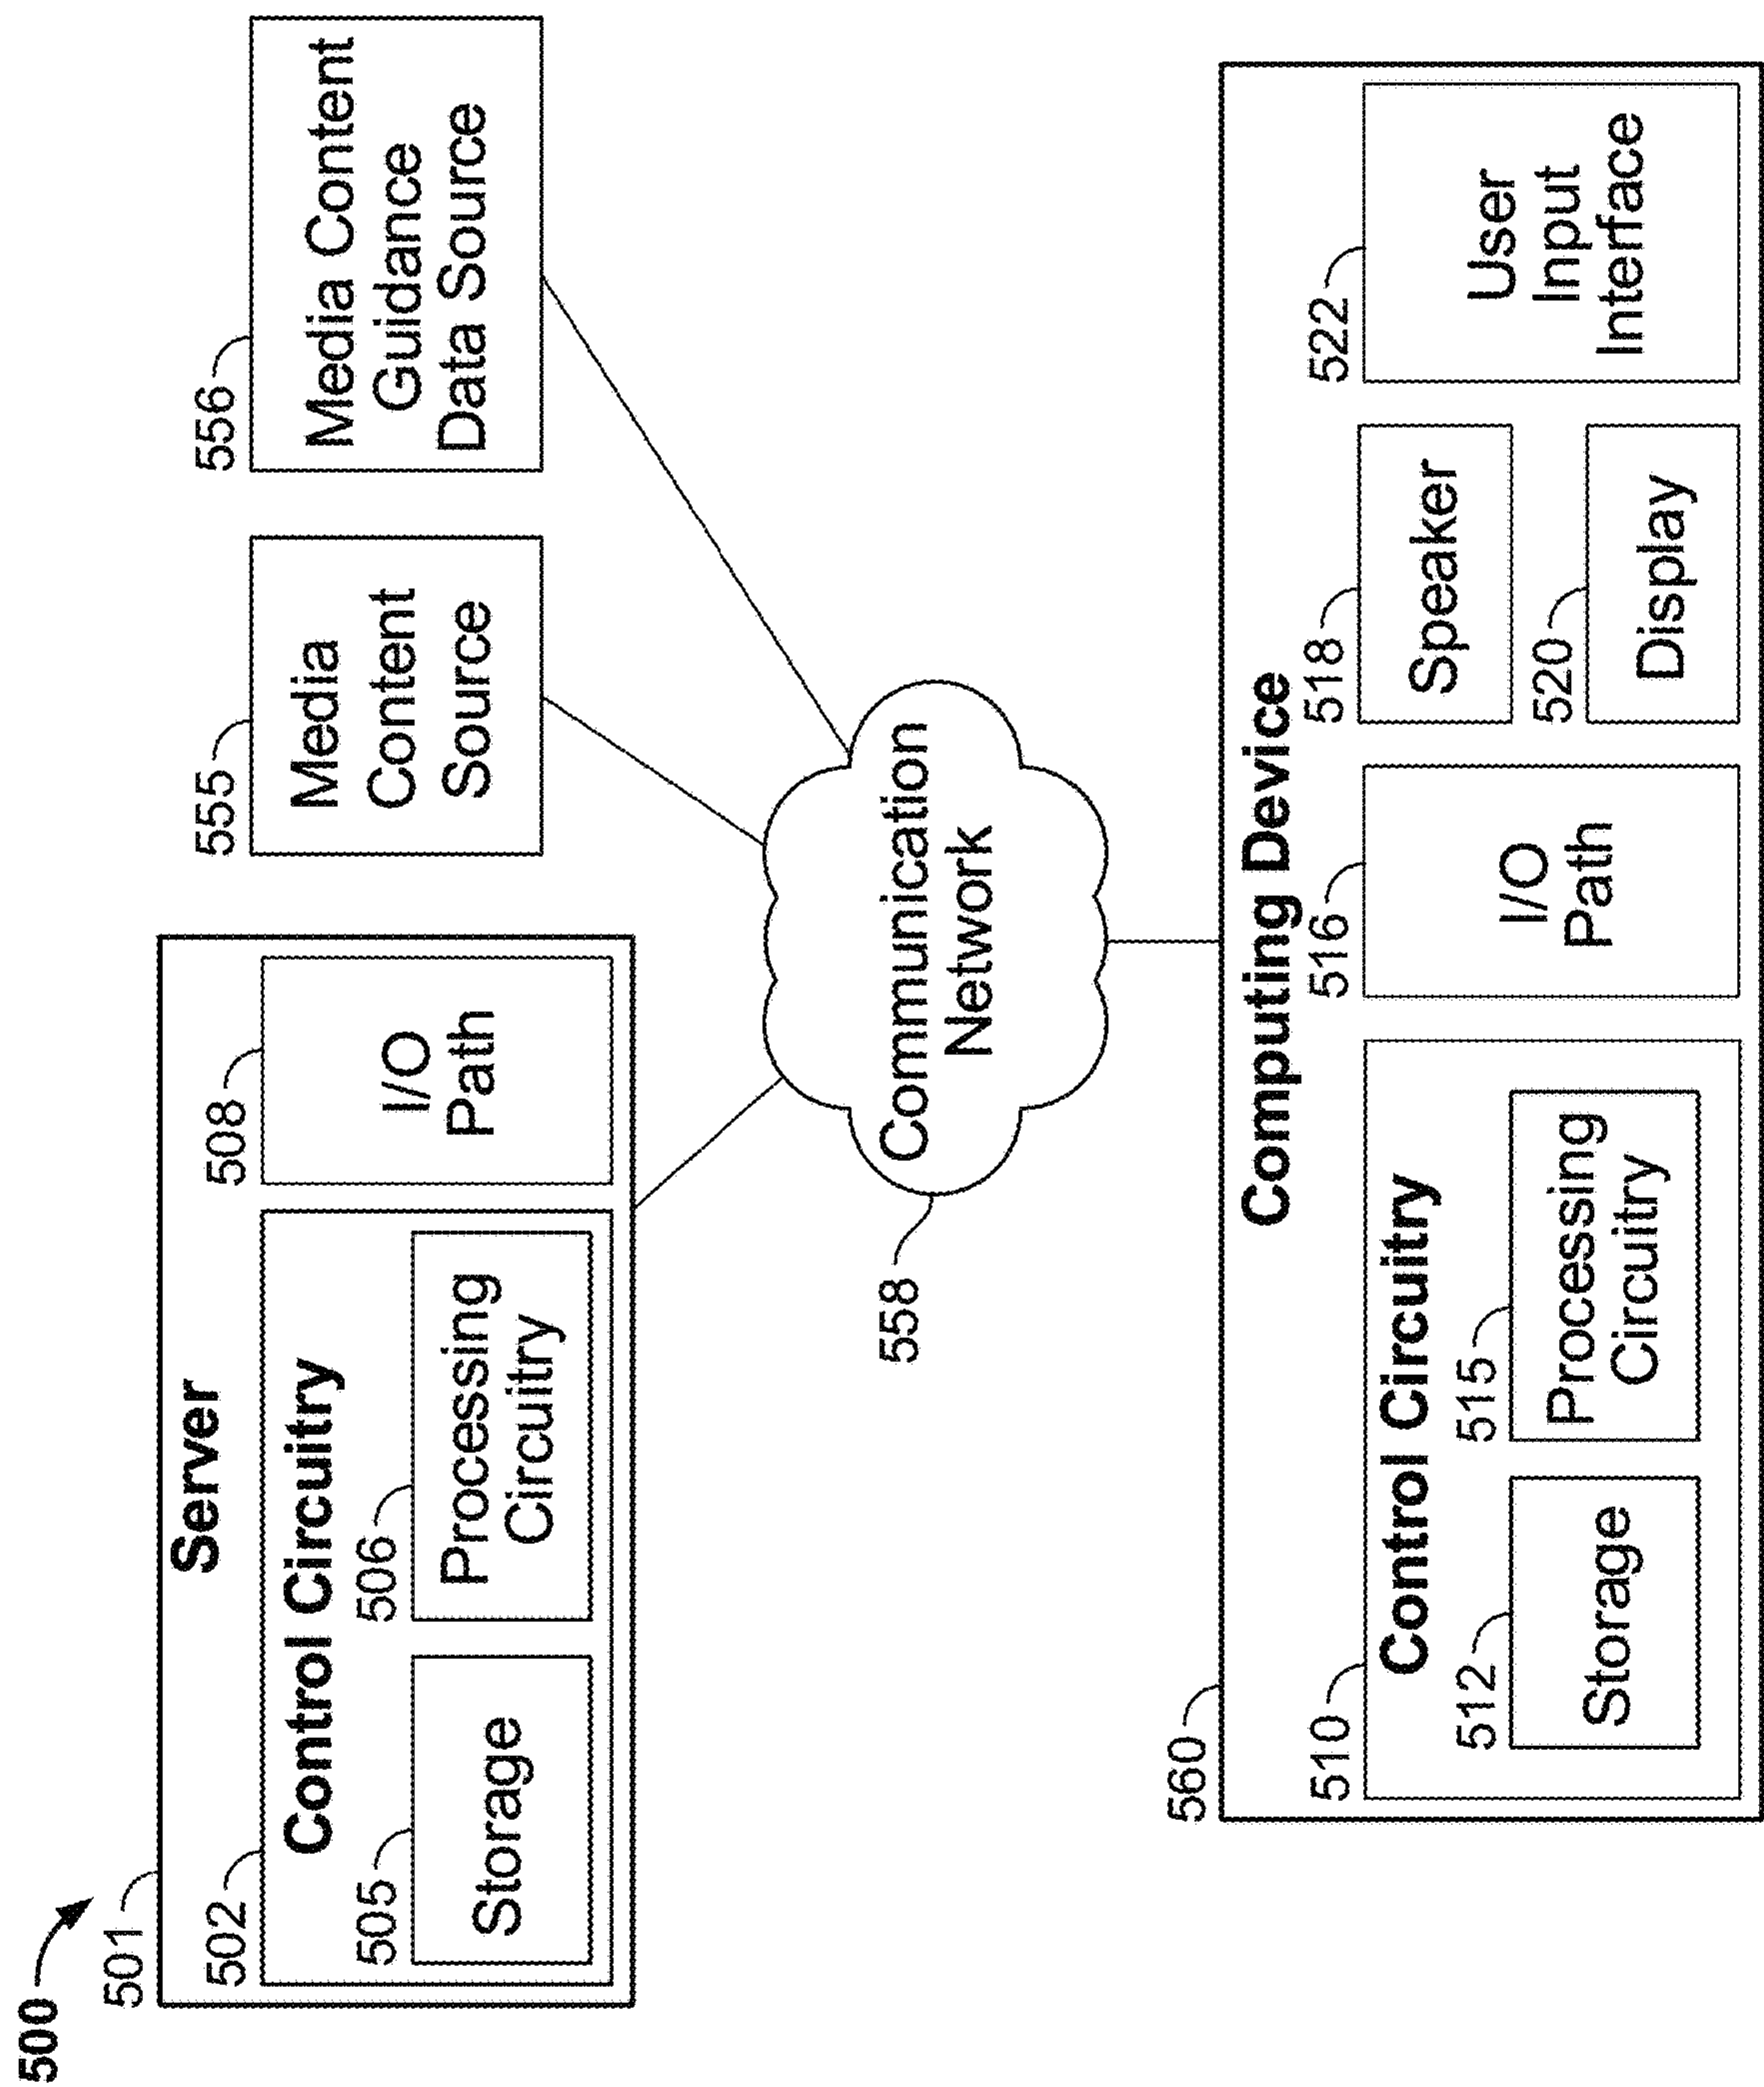 500
501
Server
502
Control Circuitry
505
Storage
506
Processing
Circuitry
508
I/O
Path
555
Media
Content
Source
556
Media Content
Guidance
Data Source
558
Communication
Network
560
Computing Device
510
Control Circuitry
512
Storage
515
Processing
Circuitry
516
I/O
Path
518
Speaker
520
Display
522
User
Input
Interface